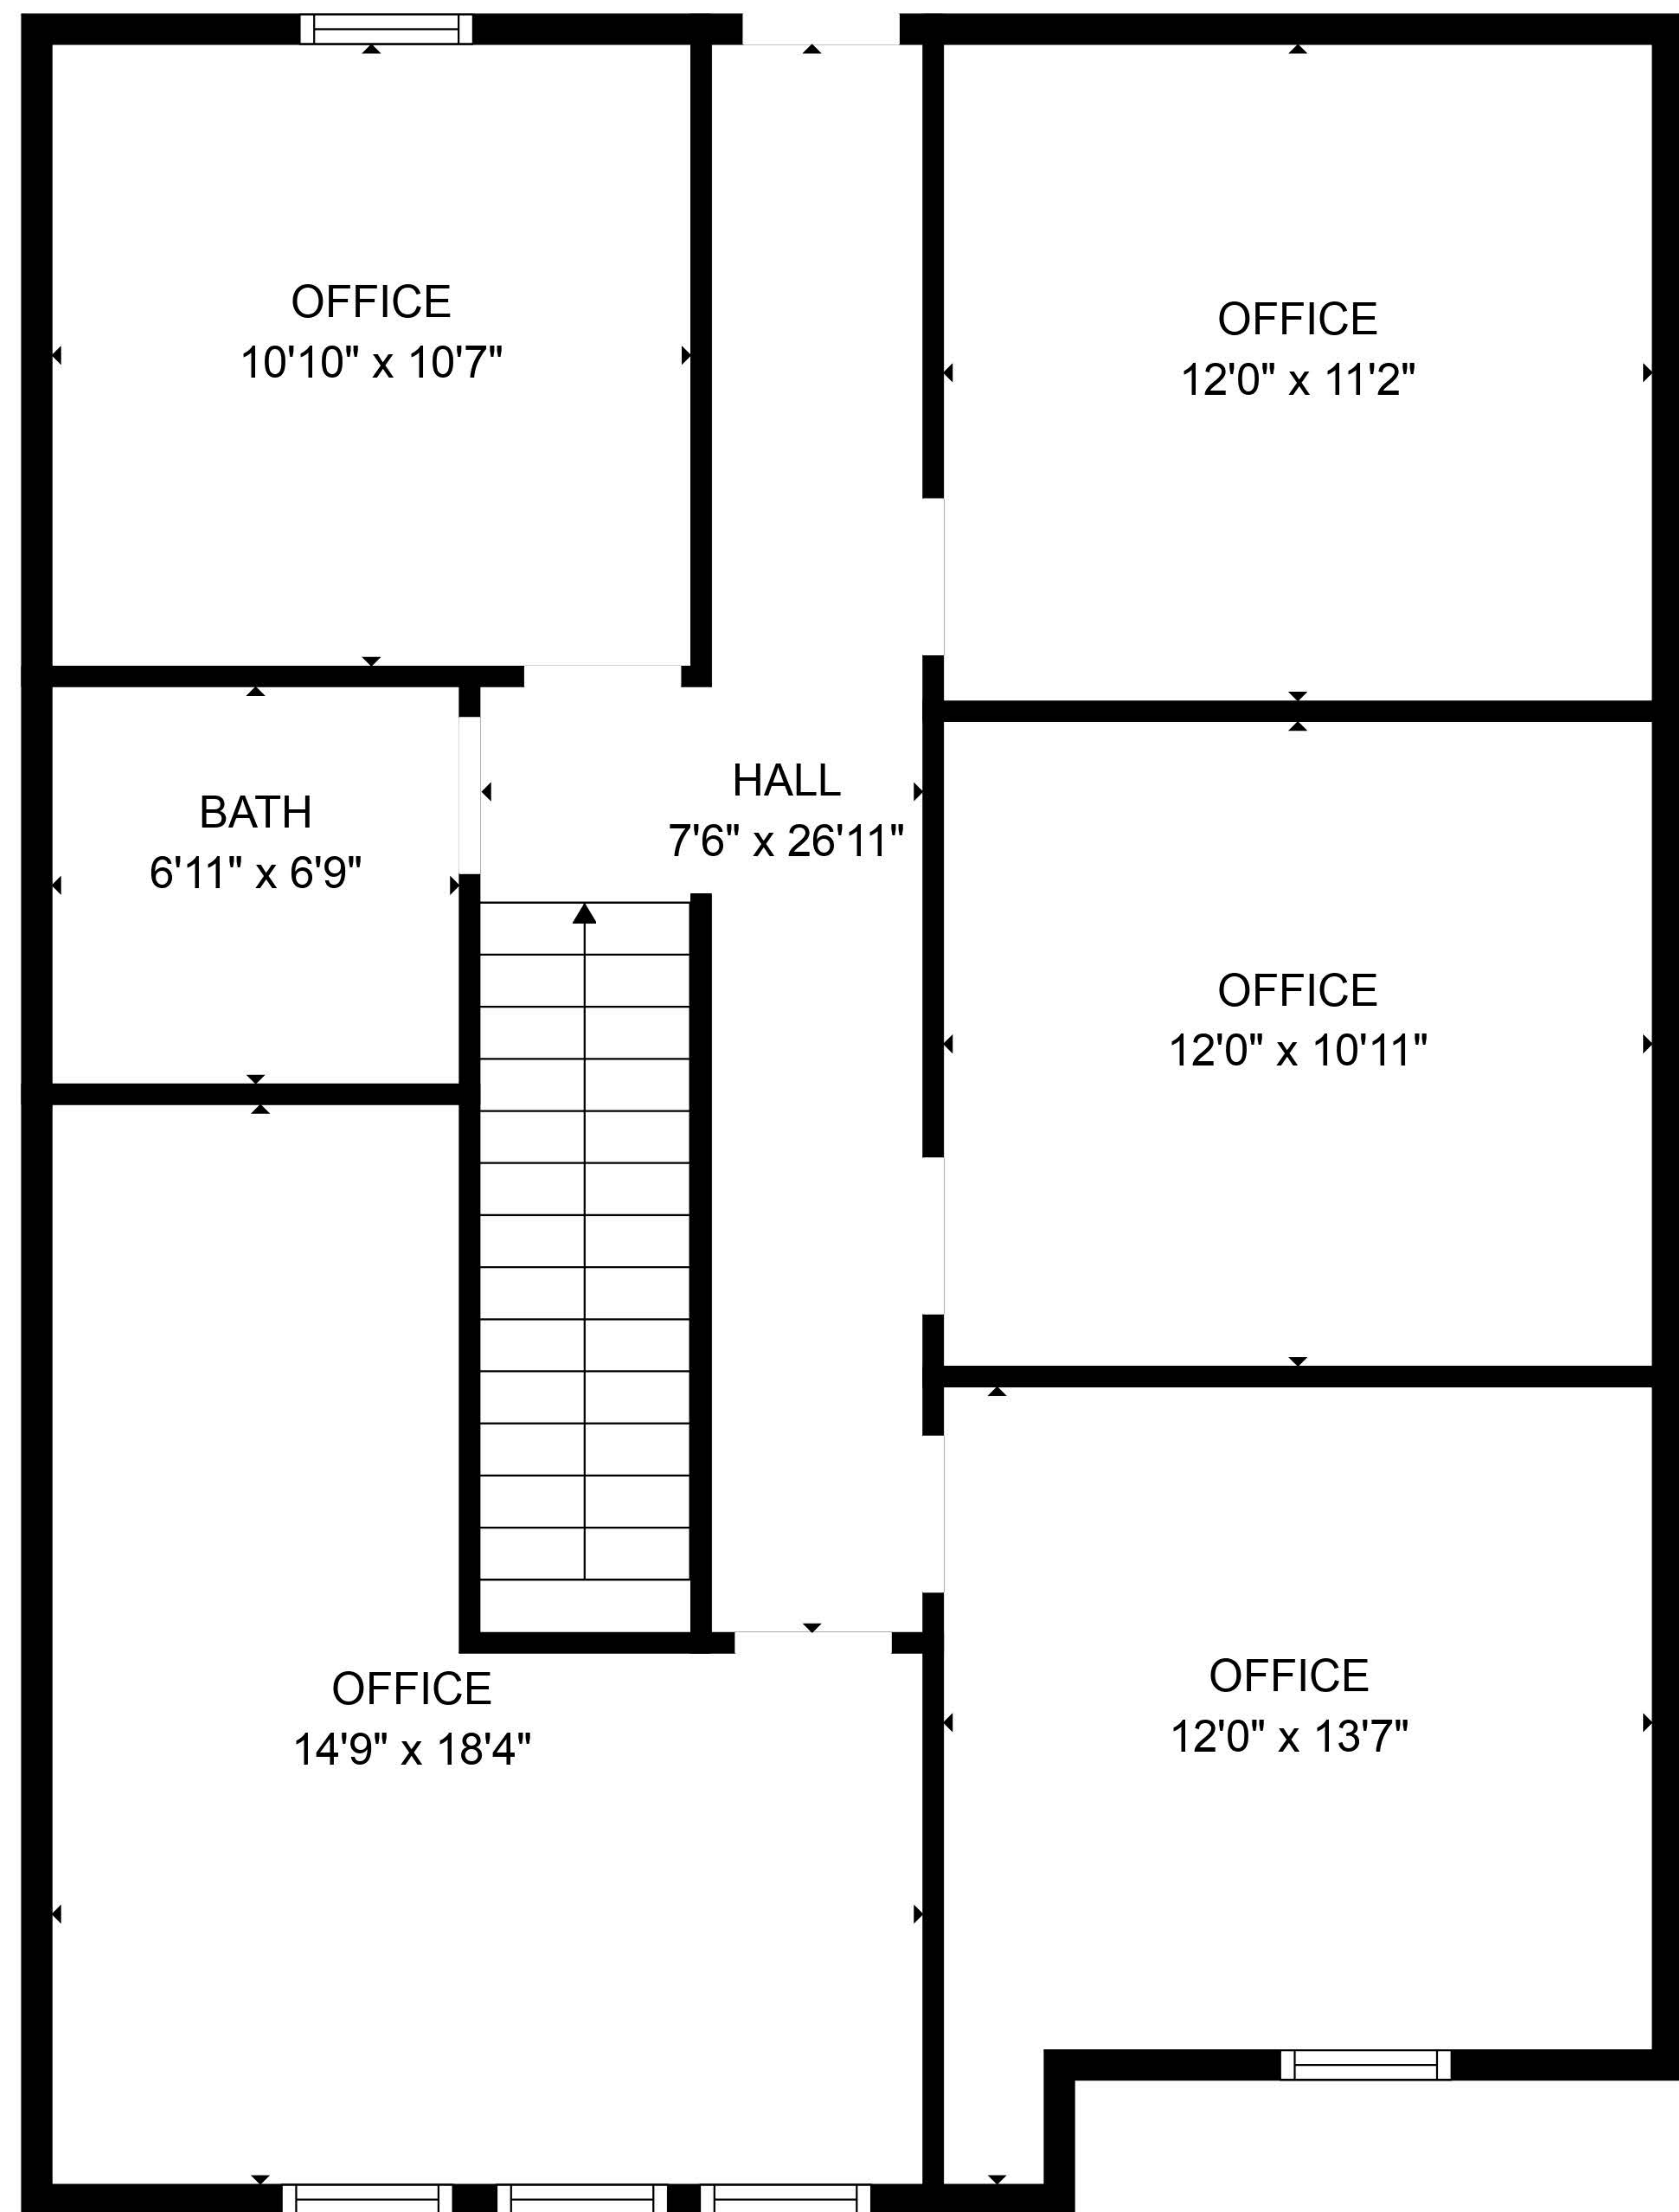 OFFICE
10'10" x 10'7"
OFFICE
12'0" x 11'2"
HALL
7'6" x 26'11"
BATH
6'11" x 6'9"
OFFICE
12'0" x 10'11"
OFFICE
14'9" x 18'4"
OFFICE
12'0" x 13'7"